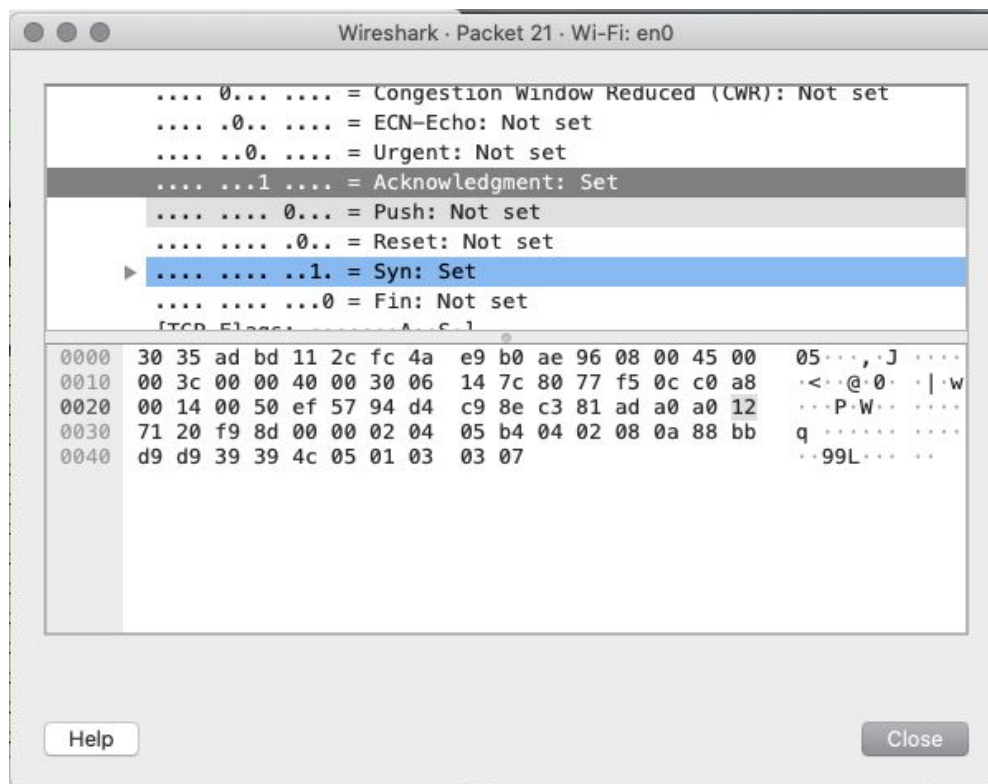 Wireshark · Packet 21 · Wi-Fi: en0
.... 0... .... = Congestion Window Reduced (CWR): Not set
.... .0.. .... = ECN-Echo: Not set
.... ..0. .... = Urgent: Not set
.... ...1 .... = Acknowledgment: Set
.... .... 0... = Push: Not set
.... .... .0.. = Reset: Not set
.... .... ..1. = Syn: Set
.... .... ...0 = Fin: Not set
[TCP Flags: ·······A··S·]
0000 30 35 ad bd 11 2c fc 4a e9 b0 ae 96 08 00 45 00 05···,·J ······
0010 00 3c 00 00 40 00 30 06 14 7c 80 77 f5 0c c0 a8 ·<··@·0· ·|·w
0020 00 14 00 50 ef 57 94 d4 c9 8e c3 81 ad a0 a0 12 ···P·W·· ····
0030 71 20 f9 8d 00 00 02 04 05 b4 04 02 08 0a 88 bb q ······ ····
0040 d9 d9 39 39 4c 05 01 03 03 07 ··99L··· ··
Help
Close